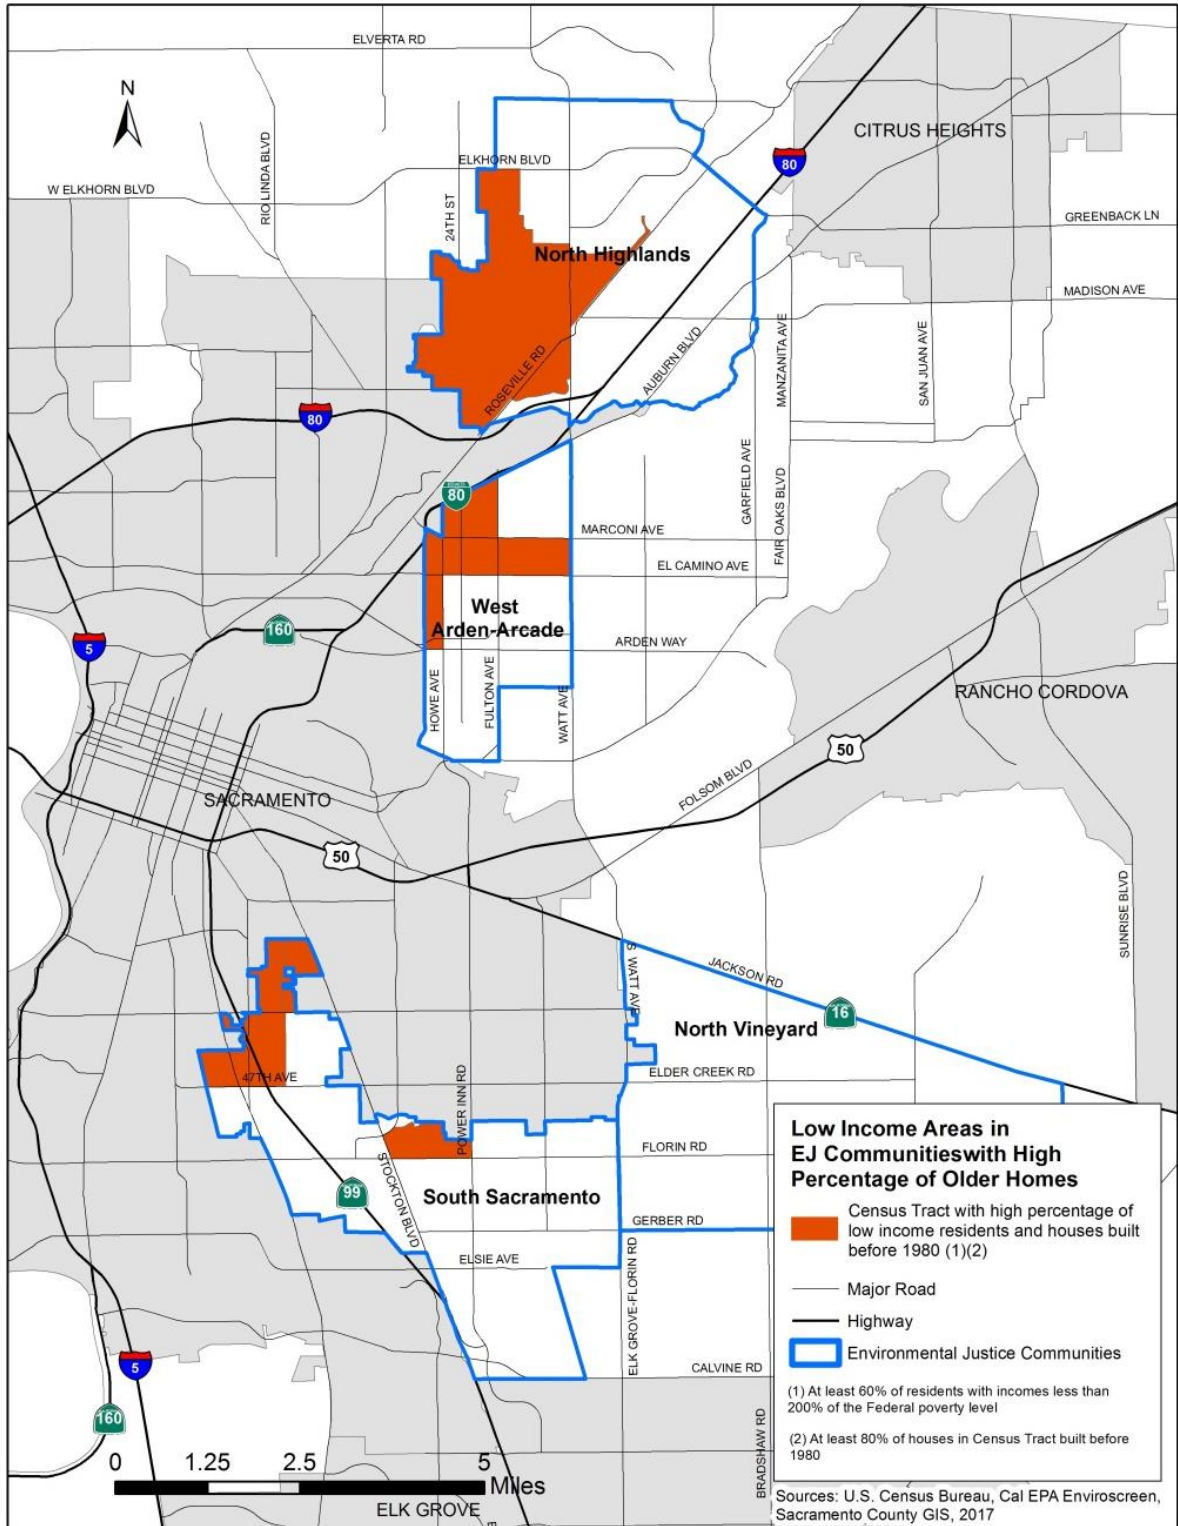 ELVERTA RD
N
CITRUS HEIGHTS
80
ELKHORN BLVD
W ELKHORN BLVD
RIO LINDA BLVD
24TH ST
GREENBACK LN
North Highlands
MADISON AVE
MANZANITA AVE
SAN JUAN AVE
ROSEVILLE RD
AUBURN BLVD
80
GARFIELD AVE
FAIR OAKS BLVD
80
MARCONI AVE
EL CAMINO AVE
West
Arden-Arcade
160
5
ARDEN WAY
HOWE AVE
FULTON AVE
WATT AVE
RANCHO CORDOVA
50
FOLSOM BLVD
SACRAMENTO
50
SUNRISE BLVD
S WATT AVE
JACKSON RD
16
North Vineyard
47TH AVE
ELDER CREEK RD
POWER INN RD
FLORIN RD
STOCKTON BLVD
99
South Sacramento
GERBER RD
ELSIE AVE
ELK GROVE-FLORIN RD
CALVINE RD
5
160
BRADSHAW RD
Low Income Areas in
EJ Communitieswith High
Percentage of Older Homes
Census Tract with high percentage of
low income residents and houses built
before 1980 (1)(2)
Major Road
Highway
Environmental Justice Communities
(1) At least 60% of residents with incomes less than
200% of the Federal poverty level
(2) At least 80% of houses in Census Tract built before
1980
0 1.25 2.5 5
Miles
ELK GROVE
Sources: U.S. Census Bureau, Cal EPA Enviroscreen,
Sacramento County GIS, 2017